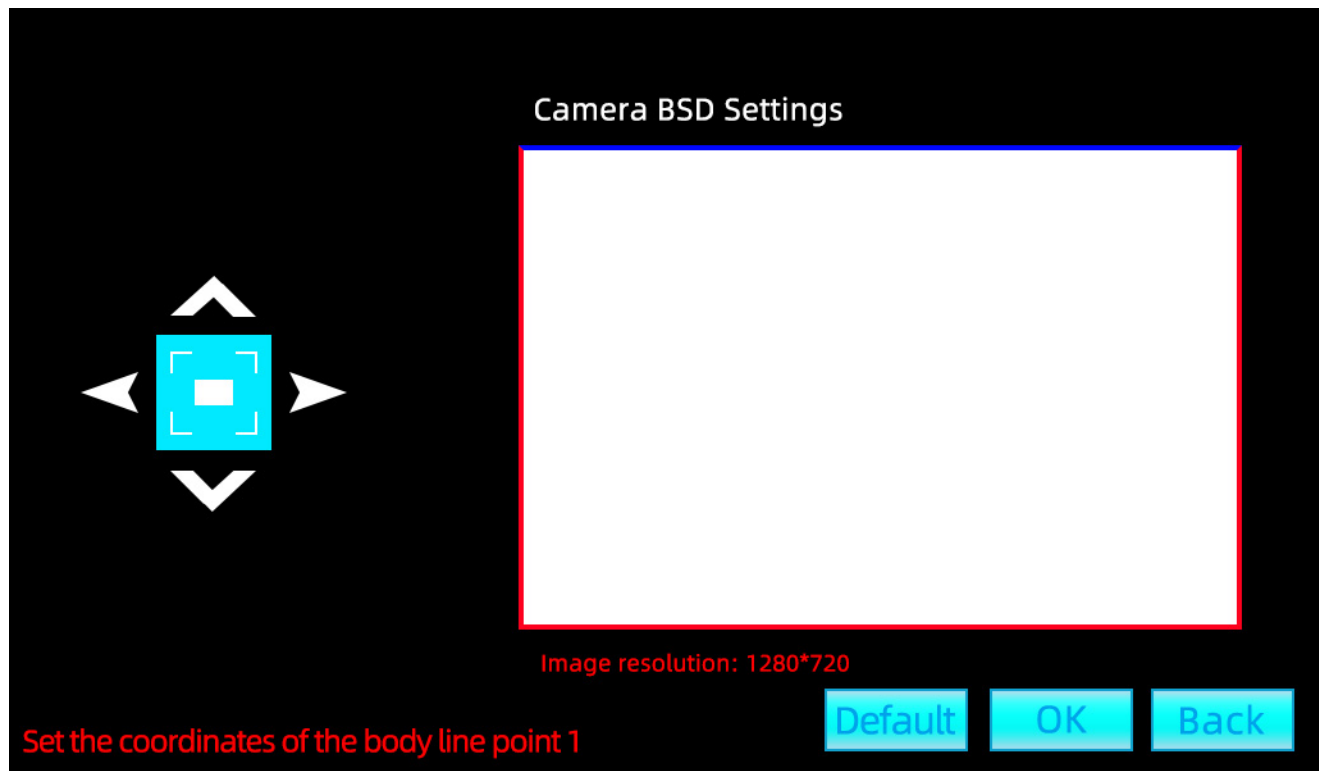 Camera BSD Settings
Image resolution: 1280*720
Default
OK
Back
Set the coordinates of the body line point 1